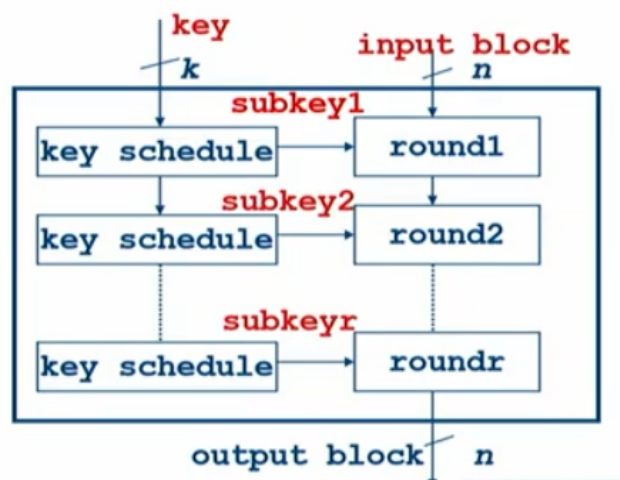 key
input block
k
n
subkey1
key schedule
round1
subkey2
key schedule
round2
subkeyr
key schedule
roundr
output block
n